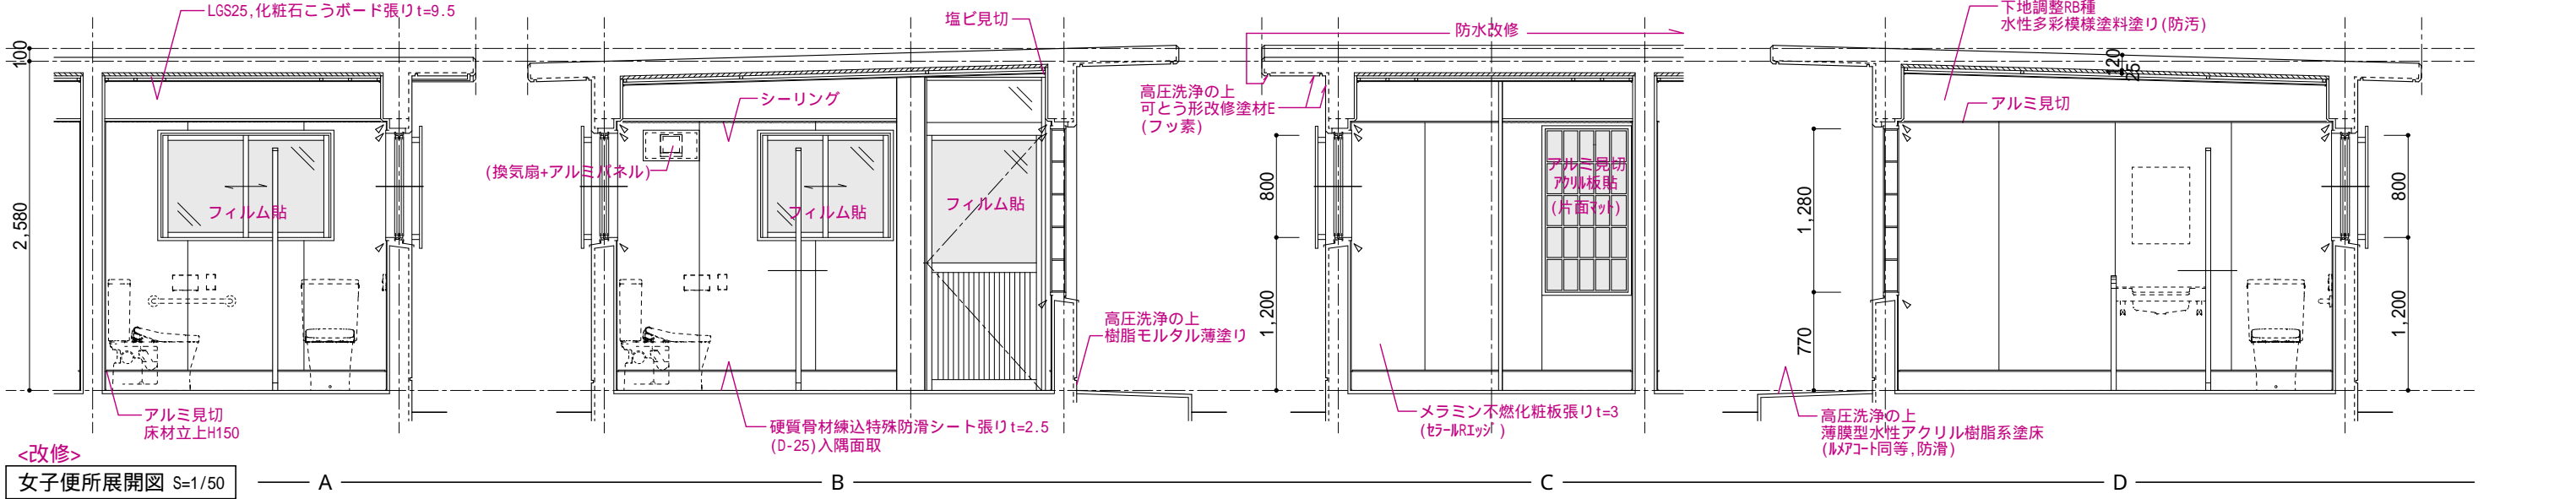 LGS25,化粧石こうボード張りt=9.5
塩ビ見切
防水改修
下地調整RB種
水性多彩模様塗料塗り(防汚)
100
2,580
シーリング
(換気扇+アルミパネル)
フィルム貼
フィルム貼
フィルム貼
高圧洗浄の上
可とう形改修塗材E
(フッ素)
800
1,200
アルミ見切
アクリル板貼
(片面マット)
120
25
アルミ見切
1,280
770
800
1,200
高圧洗浄の上
樹脂モルタル薄塗り
アルミ見切
床材立上H150
硬質骨材練込特殊防滑シート張りt=2.5
(D-25)入隅面取
メラミン不燃化粧板張りt=3
(セラールRエッジ)
高圧洗浄の上
薄膜型水性アクリル樹脂系塗床
(ルメアコート同等,防滑)
<改修>
女子便所展開図 S=1/50
A
B
C
D